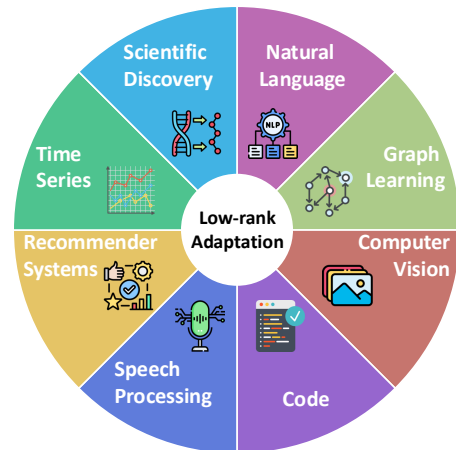 Scientific
Discovery
Natural
Language
NLP
Time
Series
Graph
Learning
Low-rank
Adaptation
Recommender
Systems
Computer
Vision
Speech
Processing
Code